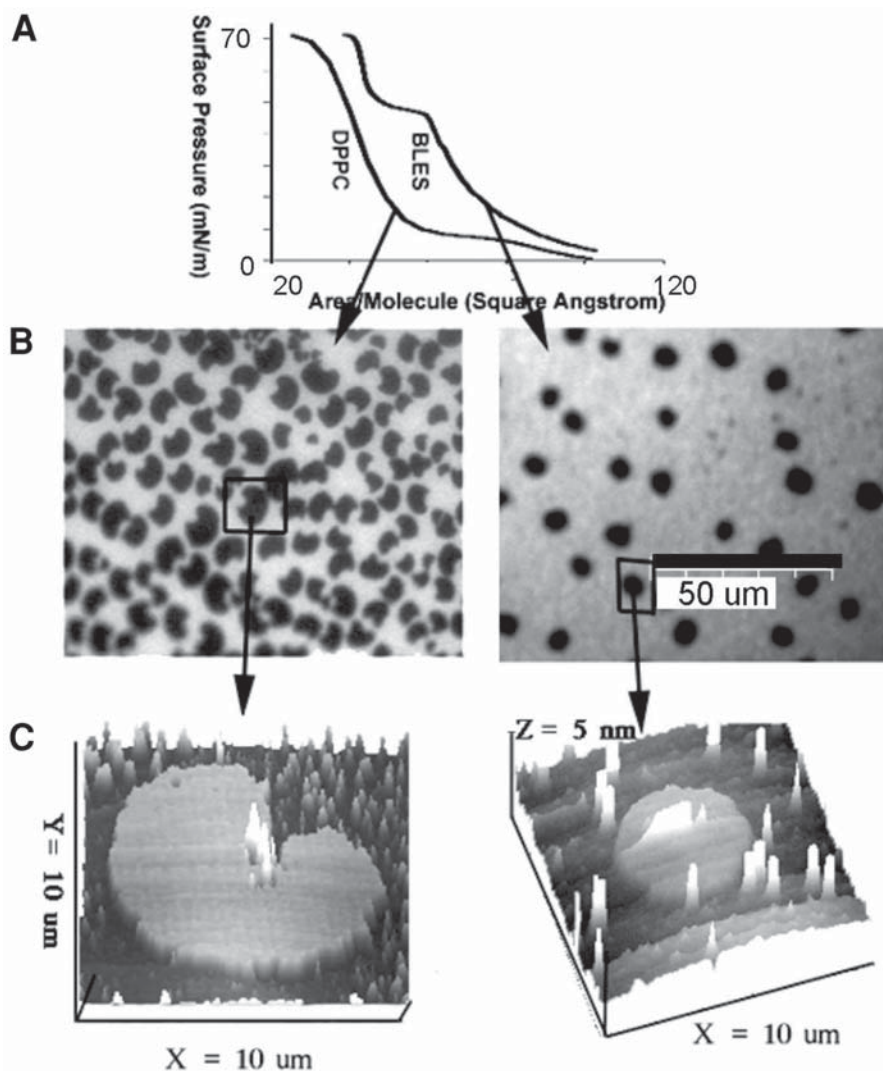 A
Surface Pressure (mN/m)
70
0
DPPC
BLES
20
120
Area/Molecule (Square Angstrom)
B
50 um
C
Y = 10 um
X = 10 um
Z = 5 nm
X = 10 um